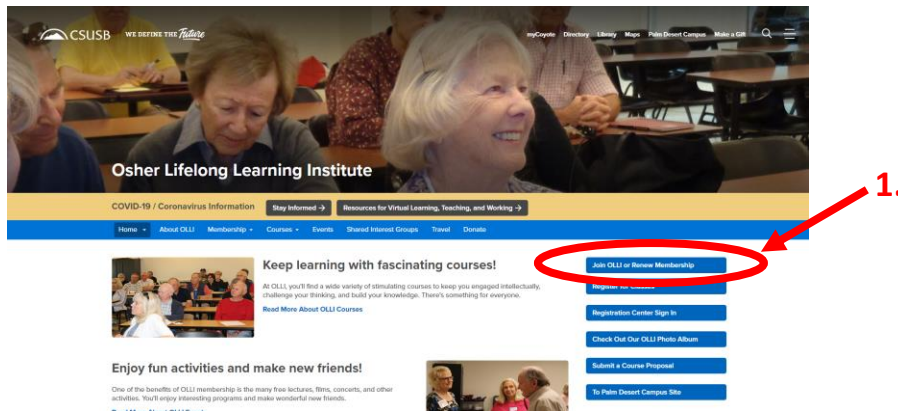 CSUSB WE DEFINE THE Future
myCoyote Directory Library Maps Palm Desert Campus Make a Gift
Osher Lifelong Learning Institute
COVID-19 / Coronavirus Information Stay Informed → Resources for Virtual Learning, Teaching, and Working →
1.
Home About OLLI Membership Courses Events Shared Interest Groups Travel Donate
Keep learning with fascinating courses!
At OLLI, you'll find a wide variety of stimulating courses to keep you engaged intellectually,
challenge your thinking, and build your knowledge. There's something for everyone.
Read More About OLLI Courses
Enjoy fun activities and make new friends!
One of the benefits of OLLI membership is the many free lectures, films, concerts, and other
activities. You'll enjoy interesting programs and make wonderful new friends.
Join OLLI or Renew Membership
Register for Classes
Registration Center Sign In
Check Out Our OLLI Photo Album
Submit a Course Proposal
To Palm Desert Campus Site